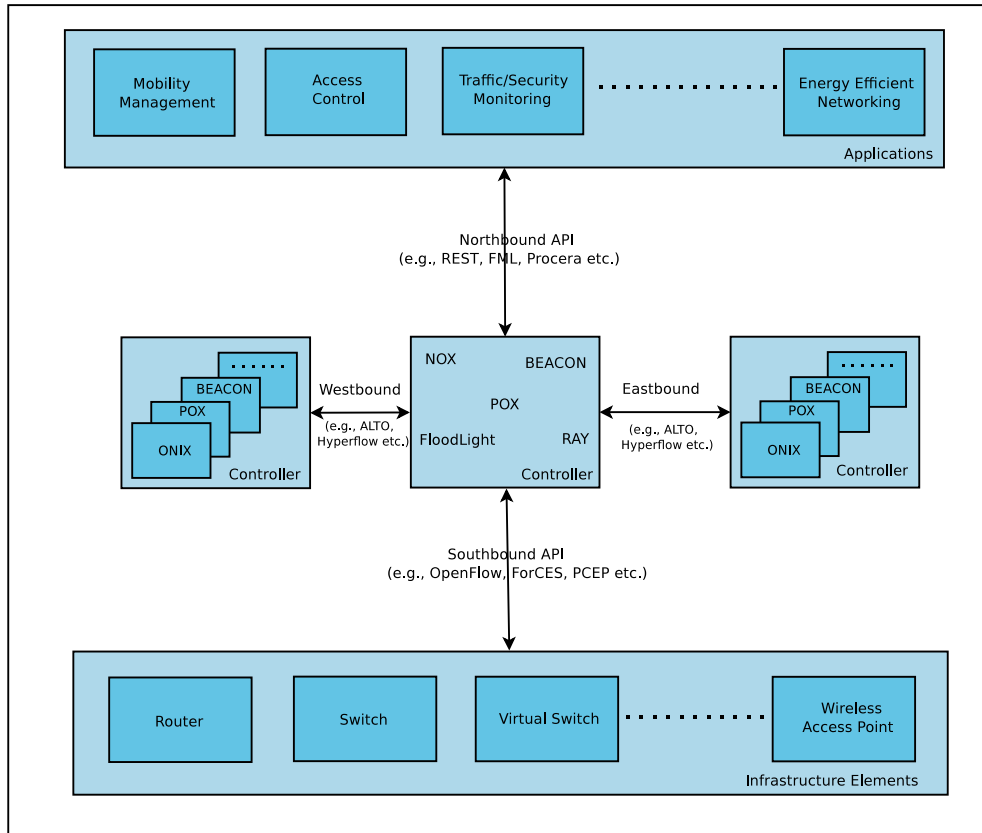 Mobility
Management
Access
Control
Traffic/Security
Monitoring
Energy Efficient
Networking
Applications
Northbound API
(e.g., REST, FML, Procera etc.)
BEACON
POX
ONIX
Controller
Westbound
(e.g., ALTO,
Hyperflow etc.)
NOX
BEACON
POX
FloodLight
RAY
Controller
Eastbound
(e.g., ALTO,
Hyperflow etc.)
BEACON
POX
ONIX
Controller
Southbound API
(e.g., OpenFlow, ForCES, PCEP etc.)
Router
Switch
Virtual Switch
Wireless
Access Point
Infrastructure Elements